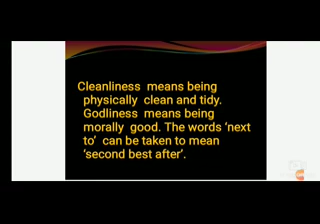 Cleanliness means being
physically clean and tidy.
Godliness means being
morally good. The words ‘next
to’ can be taken to mean
‘second best after’.